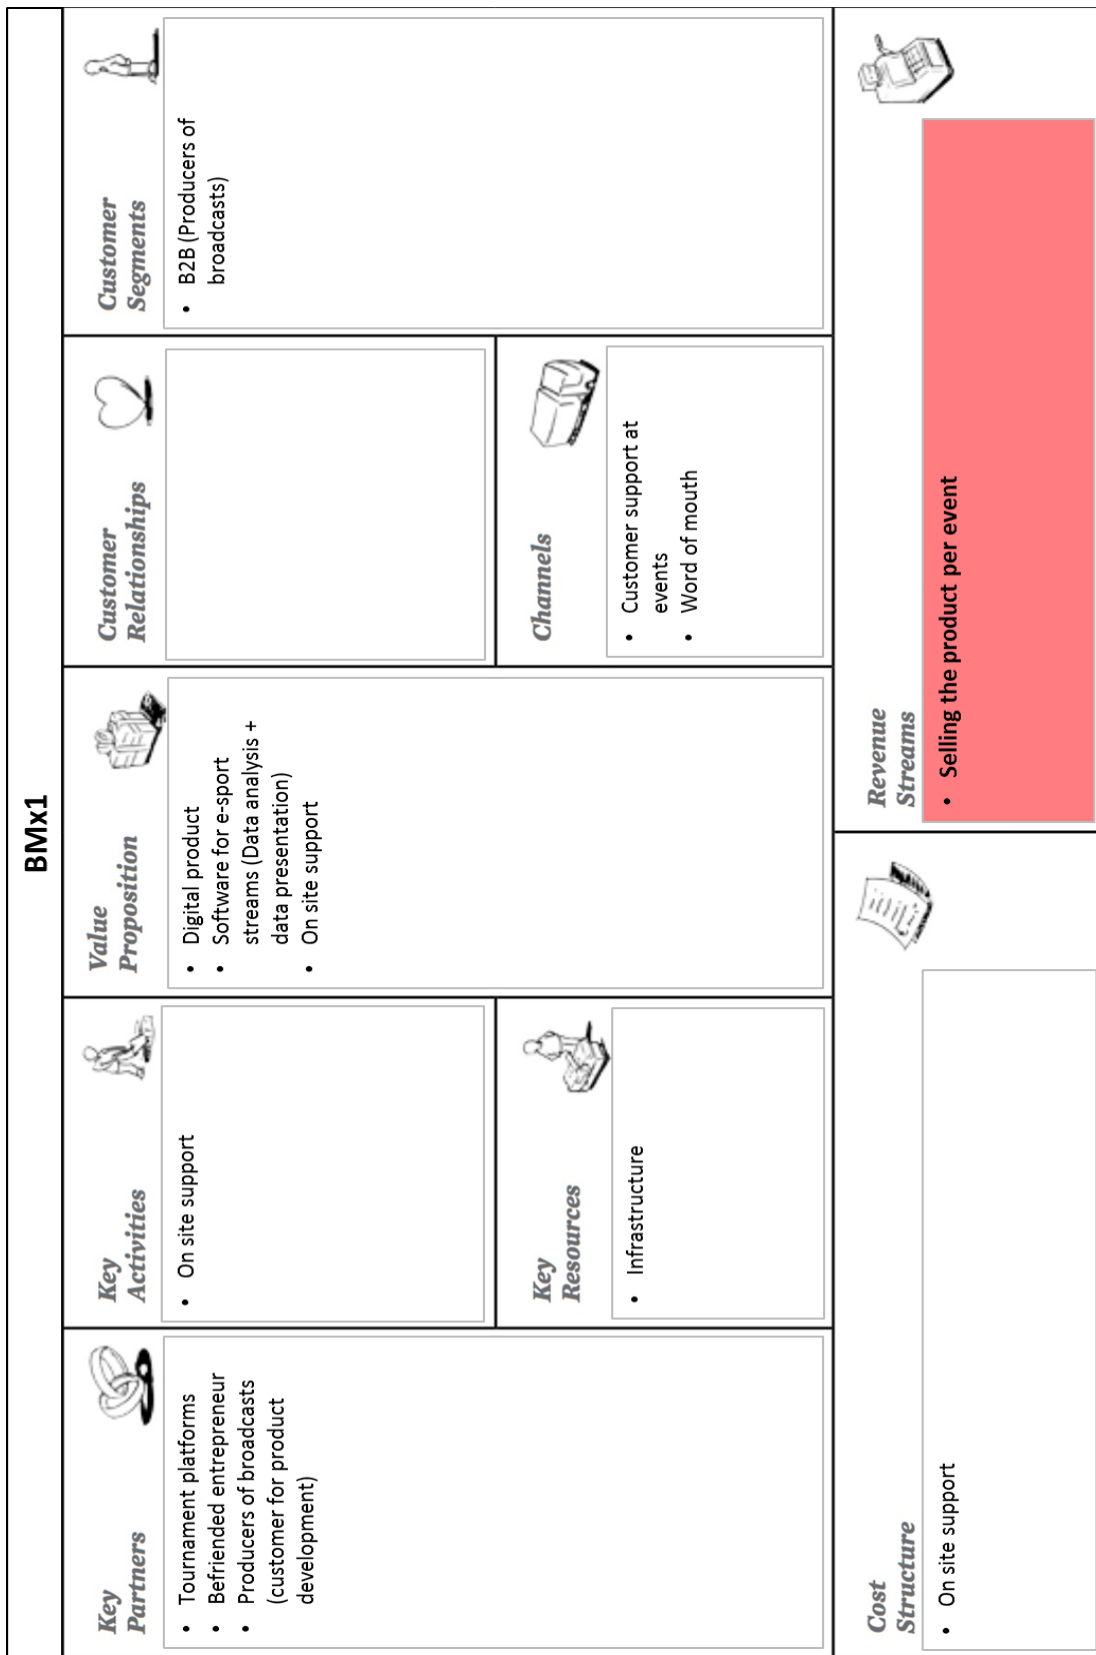 BMx1
Key
Partners
• Tournament platforms
• Befriended entrepreneur
• Producers of broadcasts
(customer for product
development)
Key
Activities
• On site support
Key
Resources
• Infrastructure
Value
Proposition
• Digital product
• Software for e-sport
streams (Data analysis +
data presentation)
• On site support
Customer
Relationships
Channels
• Customer support at
events
• Word of mouth
Customer
Segments
• B2B (Producers of
broadcasts)
Cost
Structure
• On site support
Revenue
Streams
• Selling the product per event